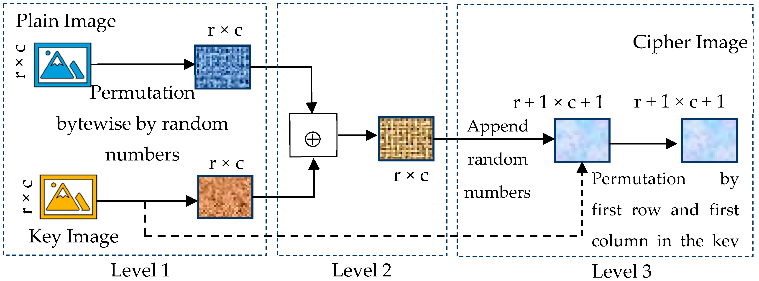 Plain Image
r × c
r × c
Permutation
bytewise by random
numbers
r × c
r × c
Key Image
Level 1
⊕
r × c
Level 2
Cipher Image
r + 1 × c + 1
r + 1 × c + 1
Append
random
numbers
Permutation by
first row and first
column in the key
Level 3